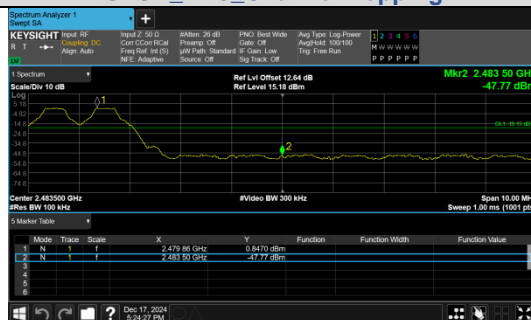 Spectrum Analyzer 1
Swept SA
KEYSIGHT
R T
Input: RF
Coupling: DC
Align: Auto
Input Z: 50 Ω
Corr CCorr RCal
Freq Ref: Int (S)
NFE: Adaptive
#Atten: 26 dB
Preamp: Off
µW Path: Standard
Source: Off
PNO: Best Wide
Gate: Off
IF Gain: Low
Sig Track: Off
Avg Type: Log-Power
Avg|Hold: 100/100
Trig: Free Run
1 2 3 4 5 6
M W W W W W
P P P P P P
1 Spectrum
Scale/Div 10 dB
Log
Ref Lvl Offset 12.64 dB
Ref Level 15.18 dBm
Mkr2 2.483 50 GH
-47.77 dBr
5.18
-4.82
-14.8
-24.8
-34.8
-44.8
-54.8
-64.8
-74.8
1
2
Center 2.483500 GHz
#Res BW 100 kHz
#Video BW 300 kHz
Span 10.00 MH
Sweep 1.00 ms (1001 pts
5 Marker Table
Mode Trace Scale X Y Function Function Width Function Value
1 N 1 f 2.479 86 GHz 0.8470 dBm
2 N 1 f 2.483 50 GHz -47.77 dBm
3
4
5
6
?
Dec 17, 2024
5:24:27 PM